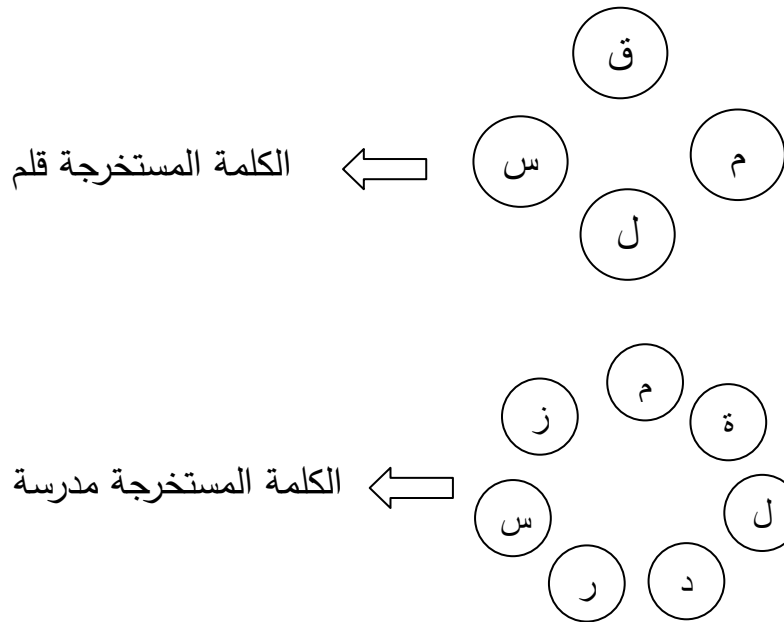 ق
م
س
ل
الكلمة المستخرجة قلم
م
ة
ز
ل
س
د
ر
الكلمة المستخرجة مدرسة